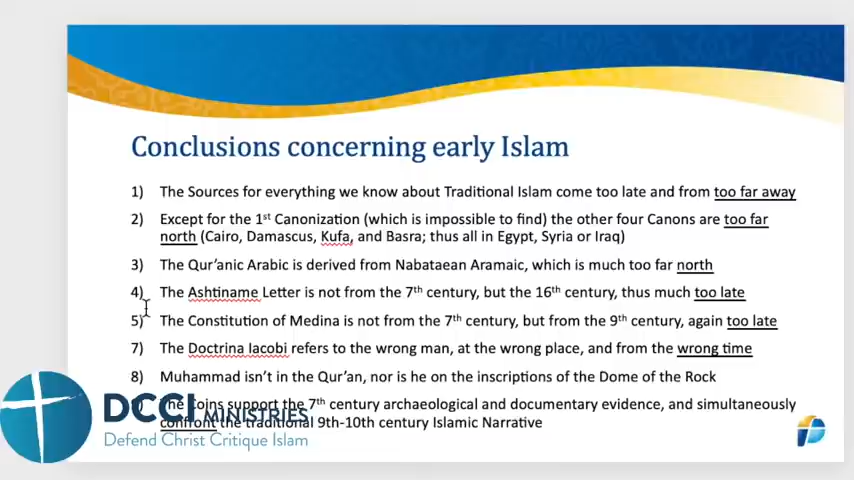 Conclusions concerning early Islam
1) The Sources for everything we know about Traditional Islam come too late and from too far away
2) Except for the 1st Canonization (which is impossible to find) the other four Canons are too far
north (Cairo, Damascus, Kufa, and Basra; thus all in Egypt, Syria or Iraq)
3) The Qur'anic Arabic is derived from Nabataean Aramaic, which is much too far north
4) The Ashtiname Letter is not from the 7th century, but the 16th century, thus much too late
5) The Constitution of Medina is not from the 7th century, but from the 9th century, again too late
7) The Doctrina Iacobi refers to the wrong man, at the wrong place, and from the wrong time
8) Muhammad isn't in the Qur'an, nor is he on the inscriptions of the Dome of the Rock
The Coins support the 7th century archaeological and documentary evidence, and simultaneously
confront the traditional 9th-10th century Islamic Narrative
DCCI MINISTRIES
Defend Christ Critique Islam